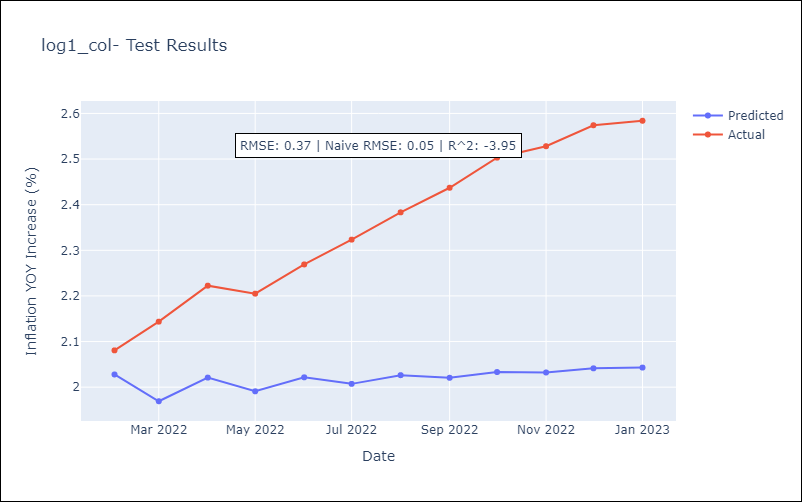 log1_col- Test Results
Predicted
Actual
RMSE: 0.37 | Naive RMSE: 0.05 | R^2: -3.95
Inflation YOY Increase (%)
2.6
2.5
2.4
2.3
2.2
2.1
2
Mar 2022 May 2022 Jul 2022 Sep 2022 Nov 2022 Jan 2023
Date